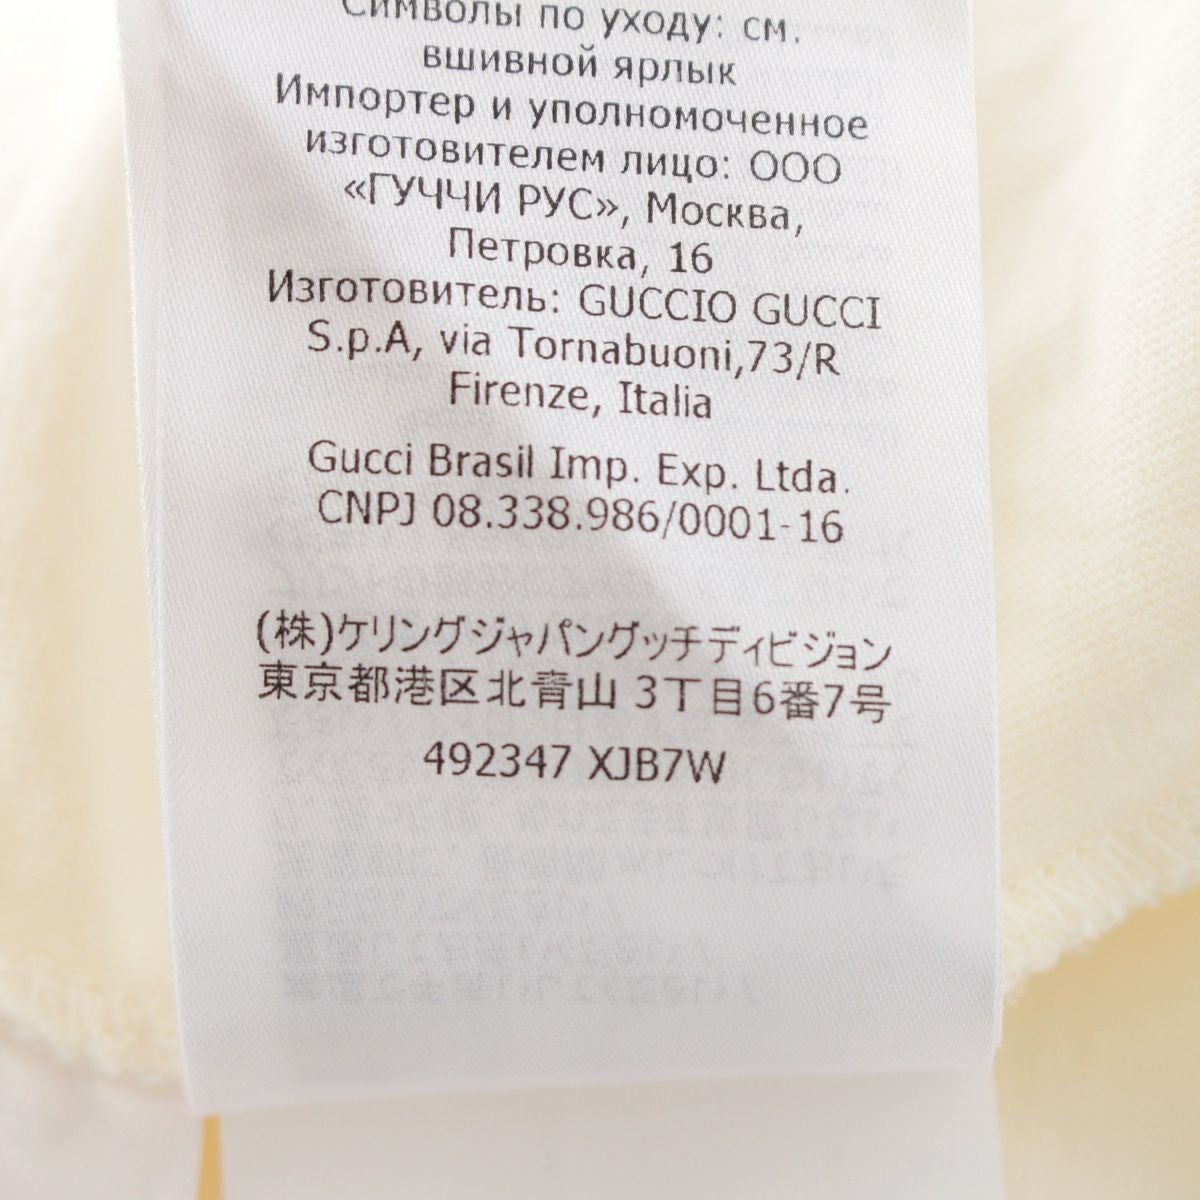 Символы по уходу: см.
вшивной ярлык
Импортер и уполномоченное
изготовителем лицо: ООО
«ГУЧЧИ РУС», Москва,
Петровка, 16
Изготовитель: GUCCIO GUCCI
S.p.A, via Tornabuoni,73/R
Firenze, Italia
Gucci Brasil Imp. Exp. Ltda.
CNPJ 08.338.986/0001-16
(株)ケリングジャパングッチディビジョン
東京都港区北青山 3丁目6番7号
492347 XJB7W